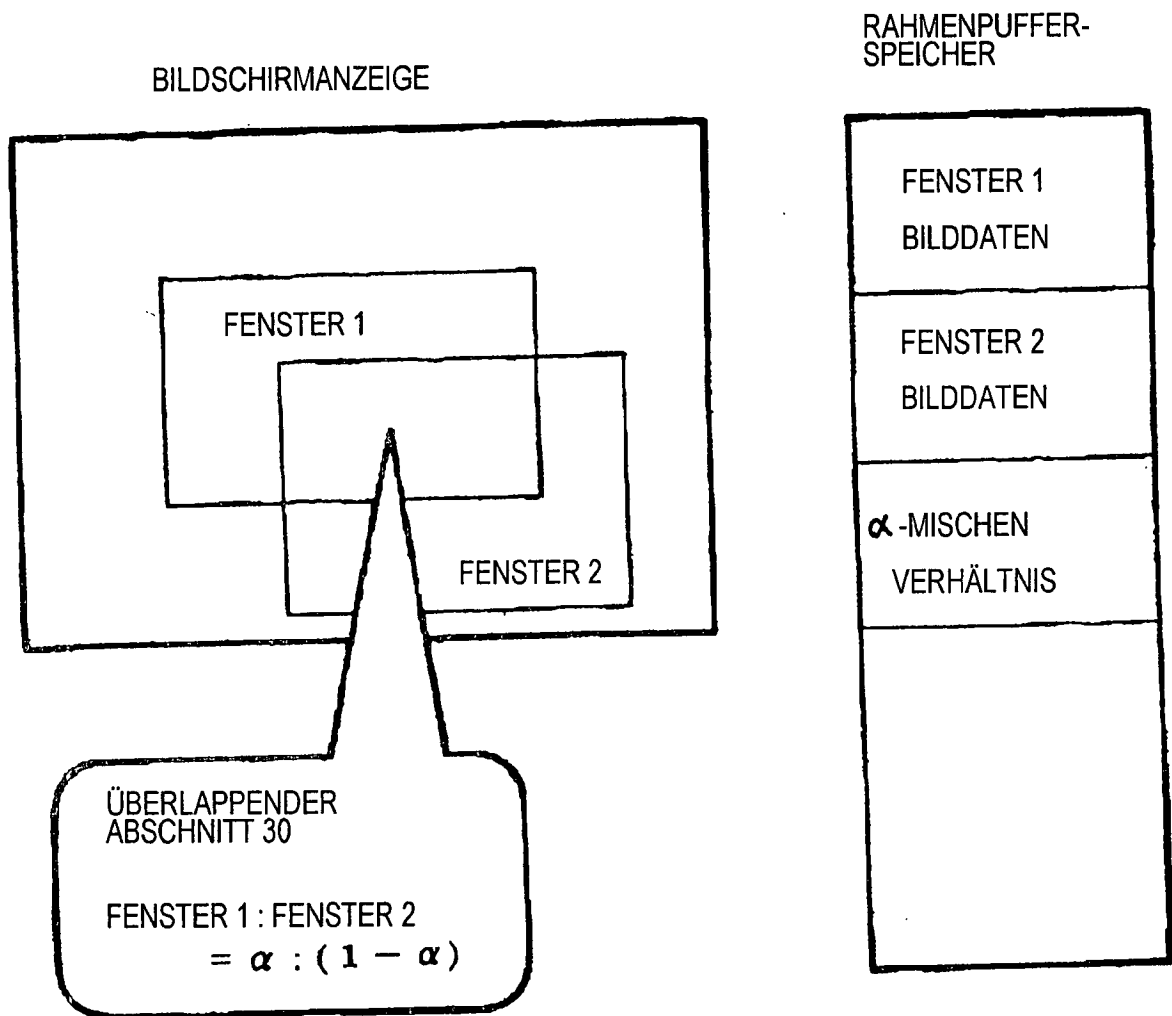 BILDSCHIRMANZEIGE
FENSTER 1
FENSTER 2
ÜBERLAPPENDER
ABSCHNITT 30
FENSTER 1 : FENSTER 2
= α : ( 1 − α )
RAHMENPUFFER-
SPEICHER
FENSTER 1
BILDDATEN
FENSTER 2
BILDDATEN
α -MISCHEN
VERHÄLTNIS